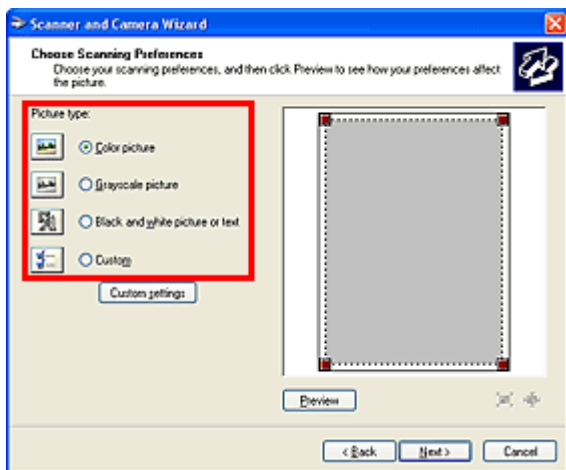 Scanner and Camera Wizard
Choose Scanning Preferences
Choose your scanning preferences, and then click Preview to see how your preferences affect
the picture.
Picture type:
Color picture
Grayscale picture
Black and white picture or text
Custom
Custom settings
Preview
< Back
Next >
Cancel